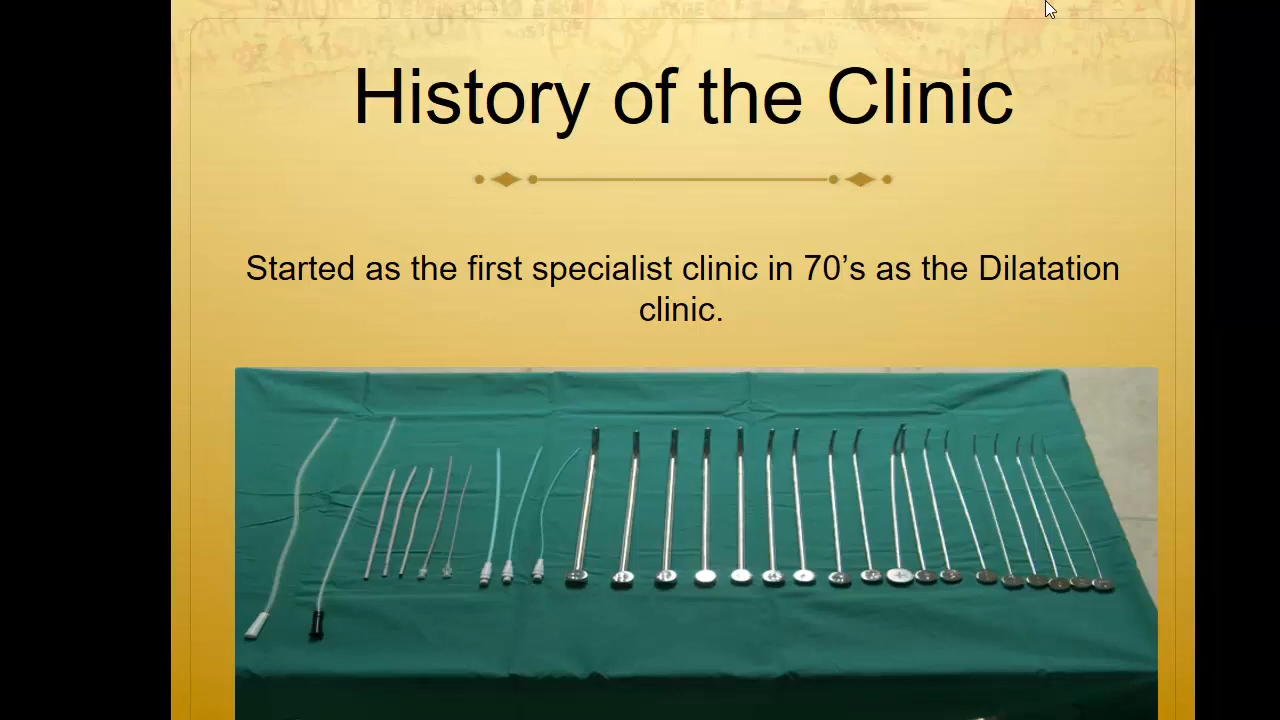 History of the Clinic
Started as the first specialist clinic in 70’s as the Dilatation
clinic.